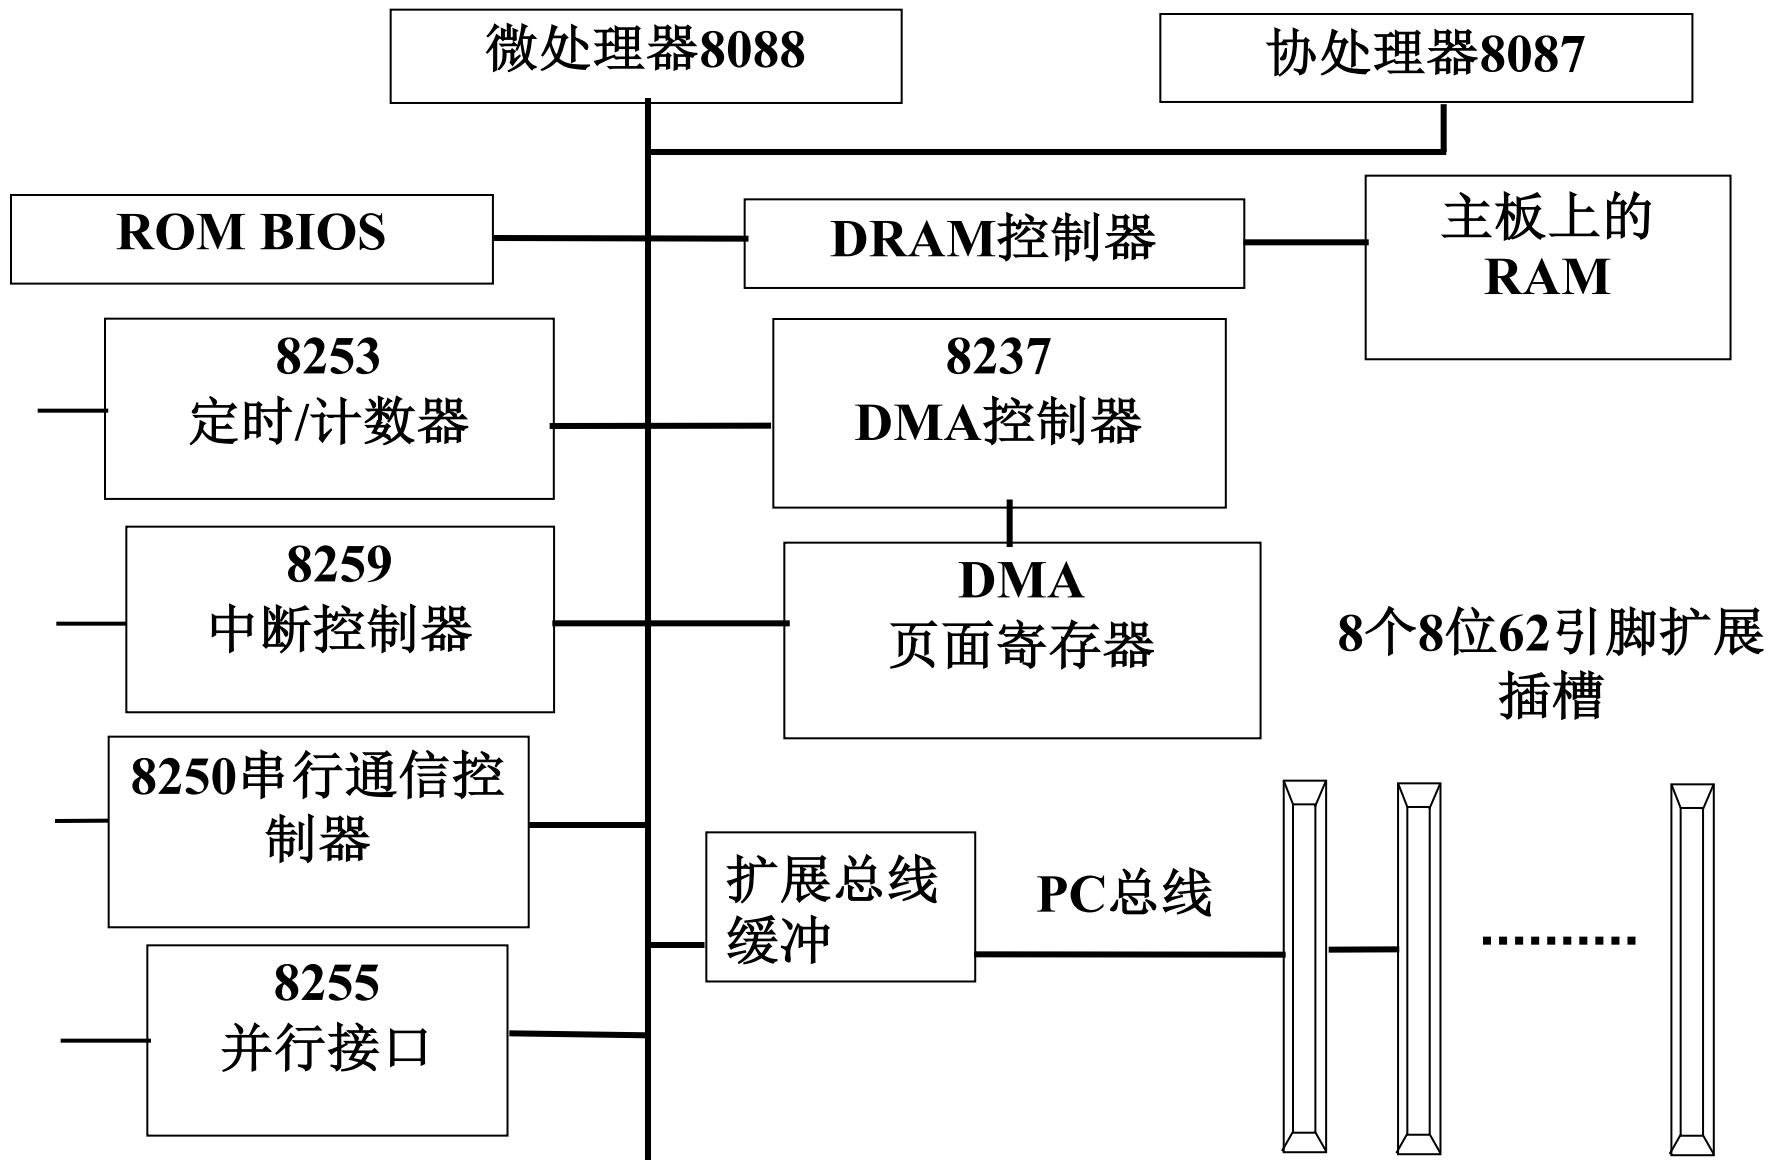 微处理器8088
协处理器8087
ROM BIOS
DRAM控制器
主板上的
RAM
8253
定时/计数器
8237
DMA控制器
8259
中断控制器
DMA
页面寄存器
8个8位62引脚扩展
插槽
8250串行通信控
制器
扩展总线
缓冲
PC总线
8255
并行接口